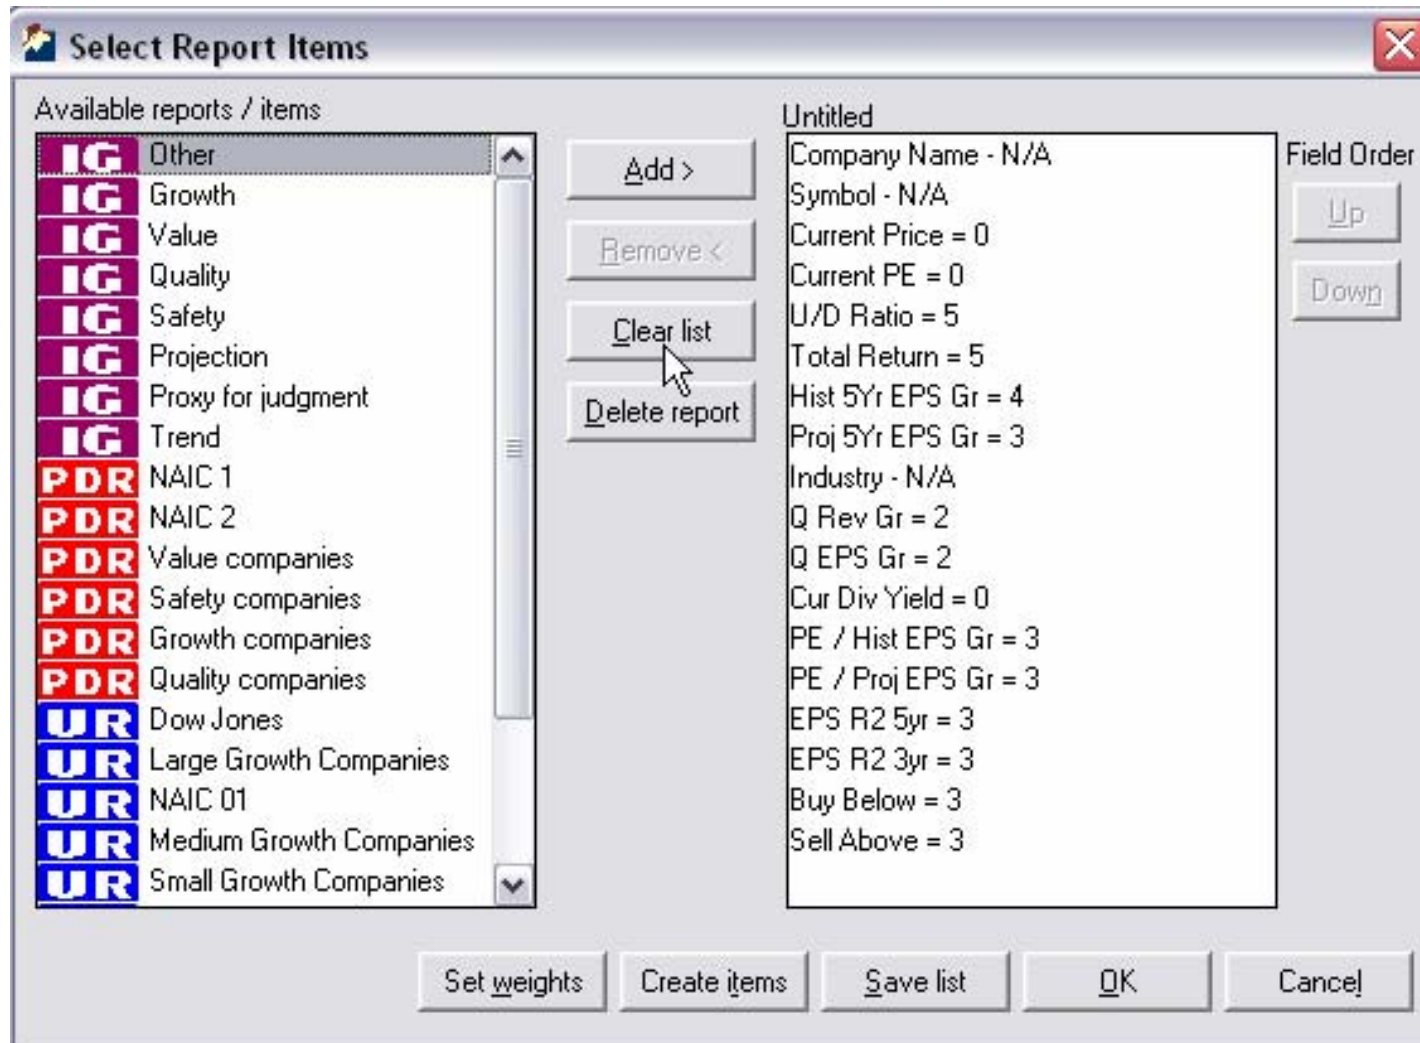 Select Report Items
Available reports / items
IG Other
IG Growth
IG Value
IG Quality
IG Safety
IG Projection
IG Proxy for judgment
IG Trend
PDR NAIC 1
PDR NAIC 2
PDR Value companies
PDR Safety companies
PDR Growth companies
PDR Quality companies
UR Dow Jones
UR Large Growth Companies
UR NAIC 01
UR Medium Growth Companies
UR Small Growth Companies
Add >
Remove <
Clear list
Delete report
Untitled
Company Name - N/A
Symbol - N/A
Current Price = 0
Current PE = 0
U/D Ratio = 5
Total Return = 5
Hist 5Yr EPS Gr = 4
Proj 5Yr EPS Gr = 3
Industry - N/A
Q Rev Gr = 2
Q EPS Gr = 2
Cur Div Yield = 0
PE / Hist EPS Gr = 3
PE / Proj EPS Gr = 3
EPS R2 5yr = 3
EPS R2 3yr = 3
Buy Below = 3
Sell Above = 3
Field Order
Up
Down
Set weights
Create items
Save list
OK
Cancel